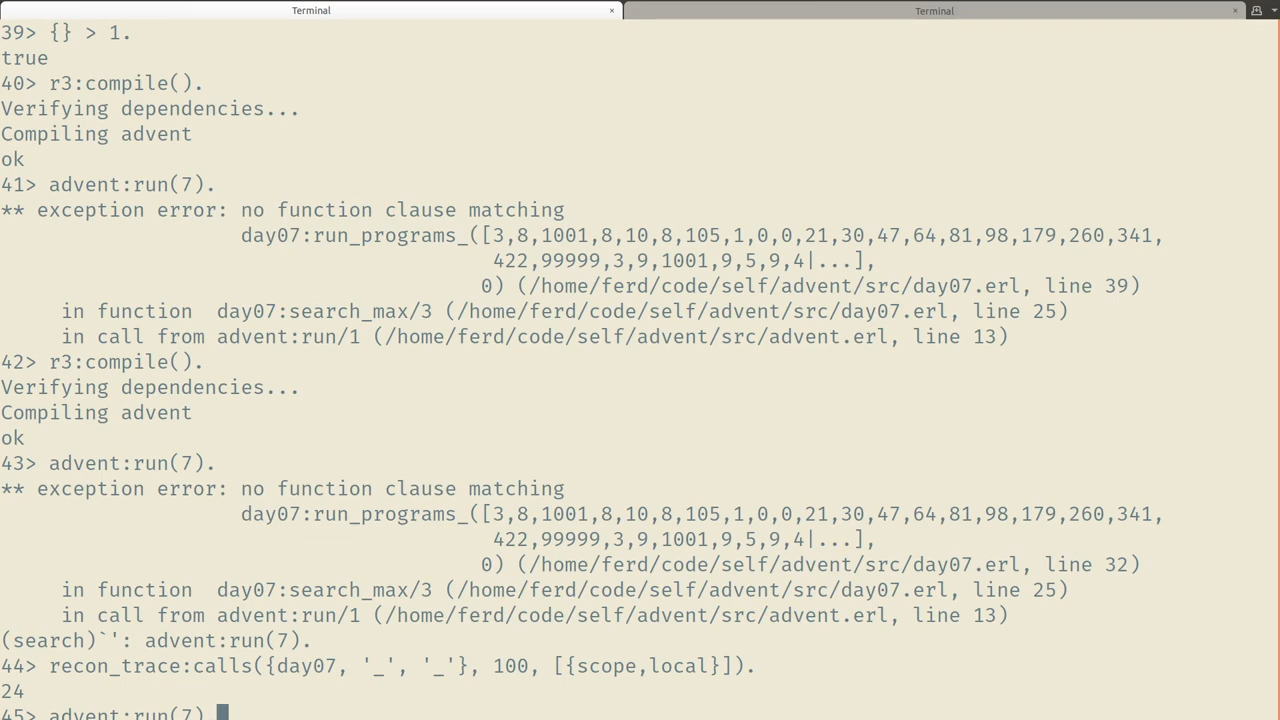 Terminal × Terminal ×
39> {} > 1.
true
40> r3:compile().
Verifying dependencies...
Compiling advent
ok
41> advent:run(7).
** exception error: no function clause matching
day07:run_programs_([3,8,1001,8,10,8,105,1,0,0,21,30,47,64,81,98,179,260,341,
422,99999,3,9,1001,9,5,9,4|...],
0) (/home/ferd/code/self/advent/src/day07.erl, line 39)
in function  day07:search_max/3 (/home/ferd/code/self/advent/src/day07.erl, line 25)
in call from advent:run/1 (/home/ferd/code/self/advent/src/advent.erl, line 13)
42> r3:compile().
Verifying dependencies...
Compiling advent
ok
43> advent:run(7).
** exception error: no function clause matching
day07:run_programs_([3,8,1001,8,10,8,105,1,0,0,21,30,47,64,81,98,179,260,341,
422,99999,3,9,1001,9,5,9,4|...],
0) (/home/ferd/code/self/advent/src/day07.erl, line 32)
in function  day07:search_max/3 (/home/ferd/code/self/advent/src/day07.erl, line 25)
in call from advent:run/1 (/home/ferd/code/self/advent/src/advent.erl, line 13)
(search)`': advent:run(7).
44> recon_trace:calls({day07, '_', '_'}, 100, [{scope,local}]).
24
45> advent:run(7)